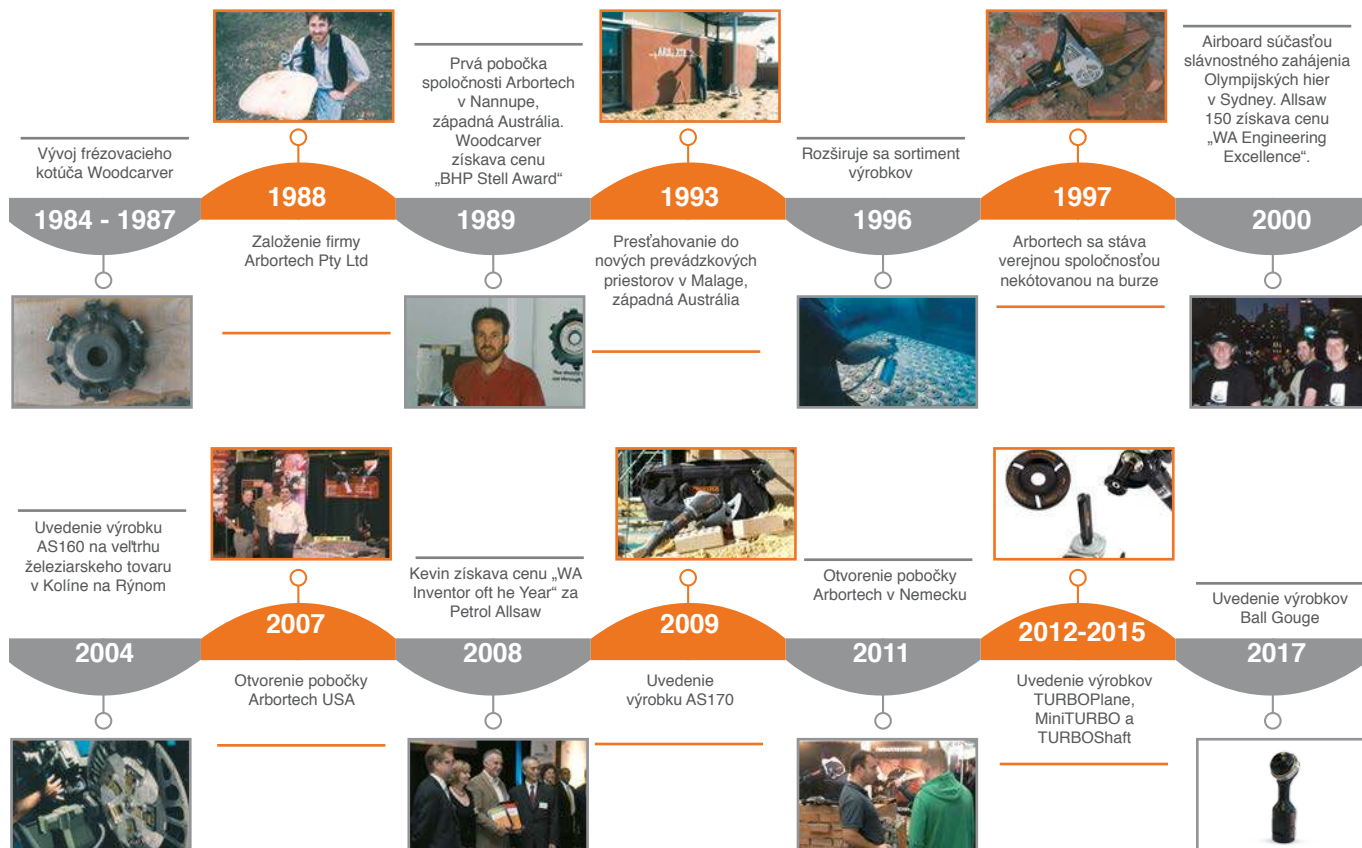 Vývoj frézovacieho
kotúča Woodcarver
1984 - 1987
1988
Založenie firmy
Arbortech Pty Ltd
Prvá pobočka
spoločnosti Arbortech
v Nannupe,
západná Austrália.
Woodcarver
získava cenu
„BHP Stell Award“
1989
1993
Presťahovanie do
nových prevádzkových
priestorov v Malage,
západná Austrália
Rozširuje sa sortiment
výrobkov
1996
1997
Arbortech sa stáva
verejnou spoločnosťou
nekótovanou na burze
Airboard súčasťou
slávnostného zahájenia
Olympijských hier
v Sydney. Allsaw
150 získava cenu
„WA Engineering
Excellence“.
2000
Uvedenie výrobku
AS160 na veľtrhu
železiarskeho tovaru
v Kolíne na Rýnom
2004
2007
Otvorenie pobočky
Arbortech USA
Kevin získava cenu „WA
Inventor oft he Year“ za
Petrol Allsaw
2008
2009
Uvedenie
výrobku AS170
Otvorenie pobočky
Arbortech v Nemecku
2011
2012-2015
Uvedenie výrobkov
TURBOPlane,
MiniTURBO a
TURBOShaft
Uvedenie výrobkov
Ball Gouge
2017